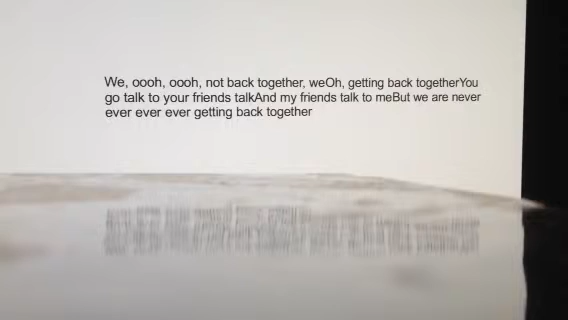 We, oooh, oooh, not back together, weOh, getting back togetherYou
go talk to your friends talkAnd my friends talk to meBut we are never
ever ever ever getting back together